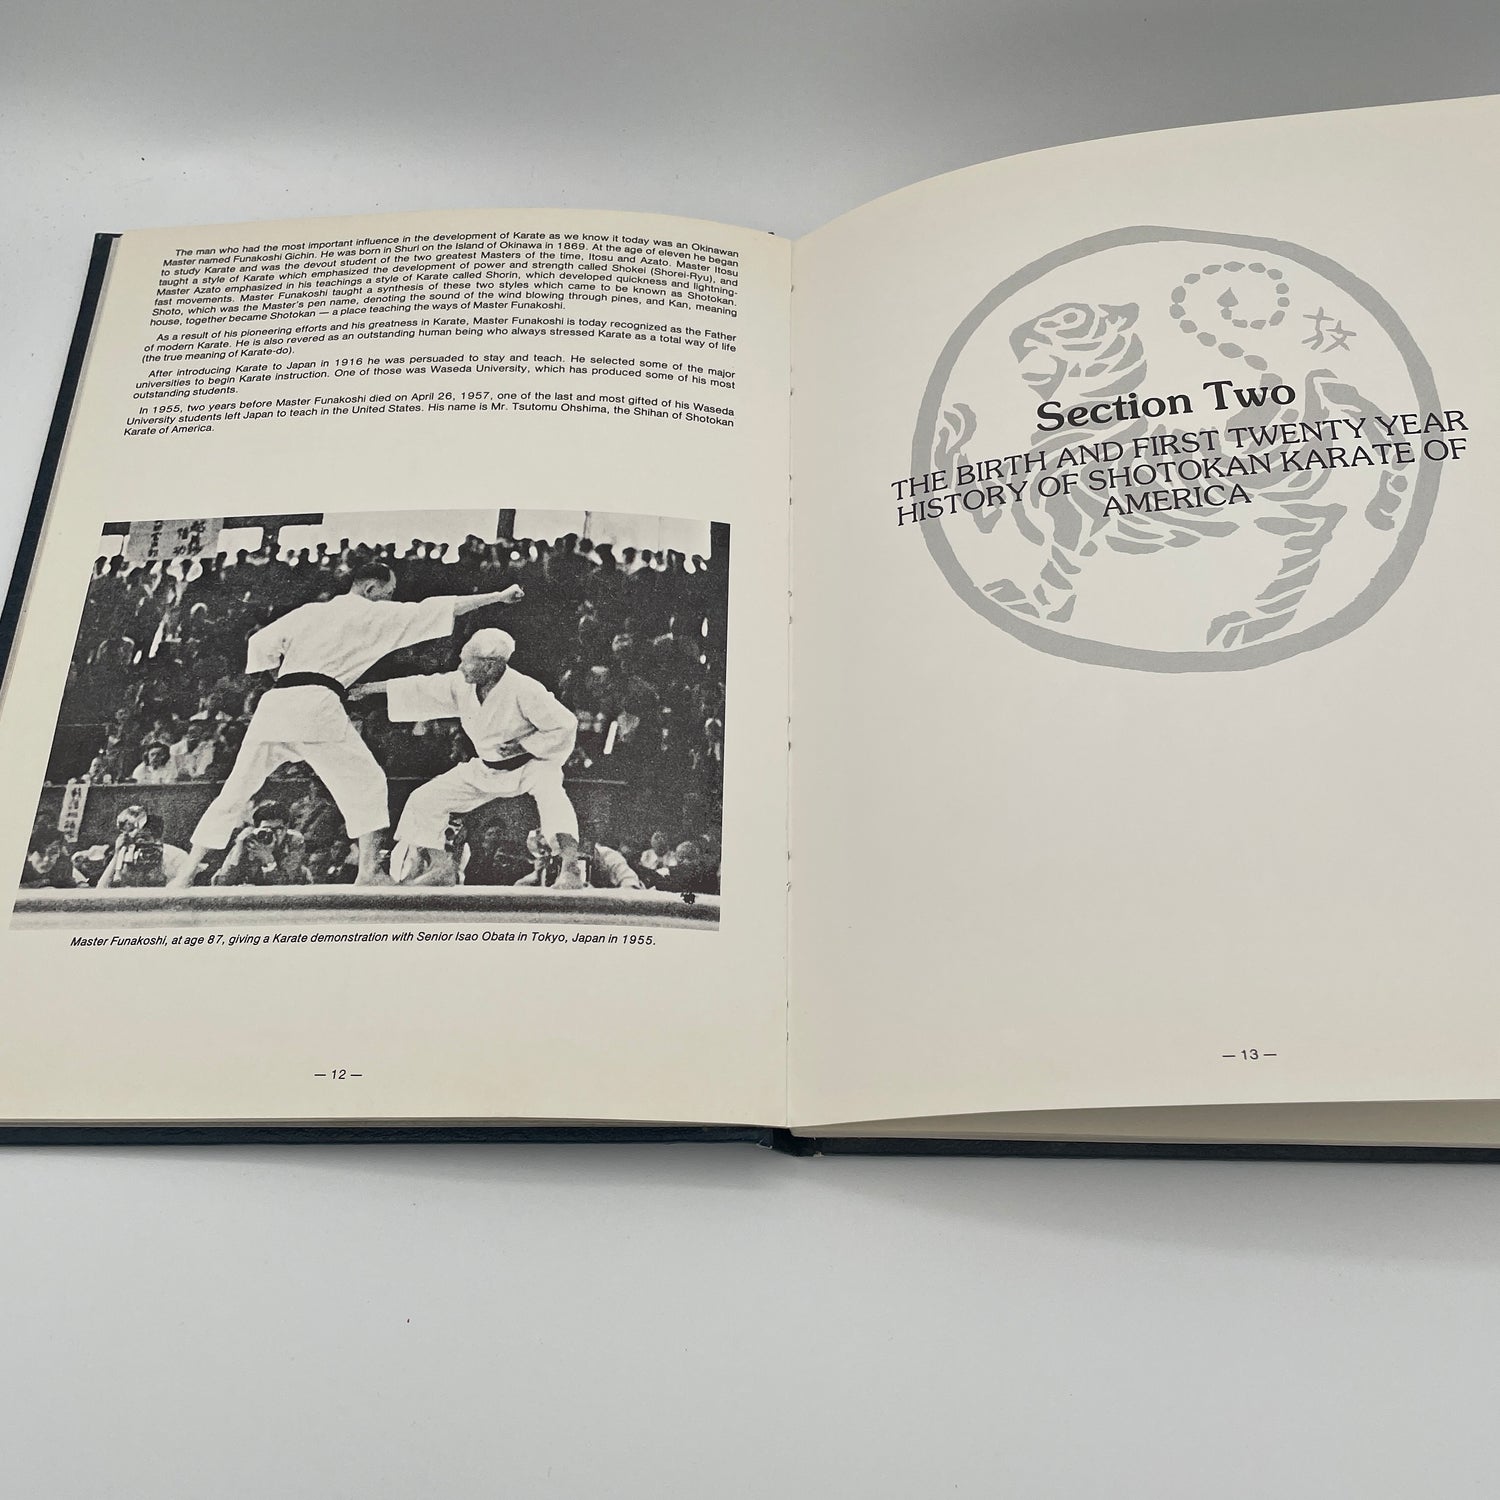 The man who had the most important influence in the development of Karate as we know it today was an Okinawan
Master named Funakoshi Gichin. He was born in Shuri on the Island of Okinawa in 1869. At the age of eleven he began
to study Karate and was the devout student of the two greatest Masters of the time, Itosu and Azato. Master Itosu
taught a style of Karate which emphasized the development of power and strength called Shokei (Shorei-Ryu), and
Master Azato emphasized in his teachings a style of Karate called Shorin, which developed quickness and lightning-
fast movements. Master Funakoshi taught a synthesis of these two styles which came to be known as Shotokan.
Shoto, which was the Master's pen name, denoting the sound of the wind blowing through pines, and Kan, meaning
house, together became Shotokan — a place teaching the ways of Master Funakoshi.
As a result of his pioneering efforts and his greatness in Karate, Master Funakoshi is today recognized as the Father
of modern Karate. He is also revered as an outstanding human being who always stressed Karate as a total way of life
(the true meaning of Karate-do).
After introducing Karate to Japan in 1916 he was persuaded to stay and teach. He selected some of the major
universities to begin Karate instruction. One of those was Waseda University, which has produced some of his most
outstanding students.
In 1955, two years before Master Funakoshi died on April 26, 1957, one of the last and most gifted of his Waseda
University students left Japan to teach in the United States. His name is Mr. Tsutomu Ohshima, the Shihan of Shotokan
Karate of America.
Master Funakoshi, at age 87, giving a Karate demonstration with Senior Isao Obata in Tokyo, Japan in 1955.
— 12 —
Section Two
THE BIRTH AND FIRST TWENTY YEAR
HISTORY OF SHOTOKAN KARATE OF
AMERICA
— 13 —